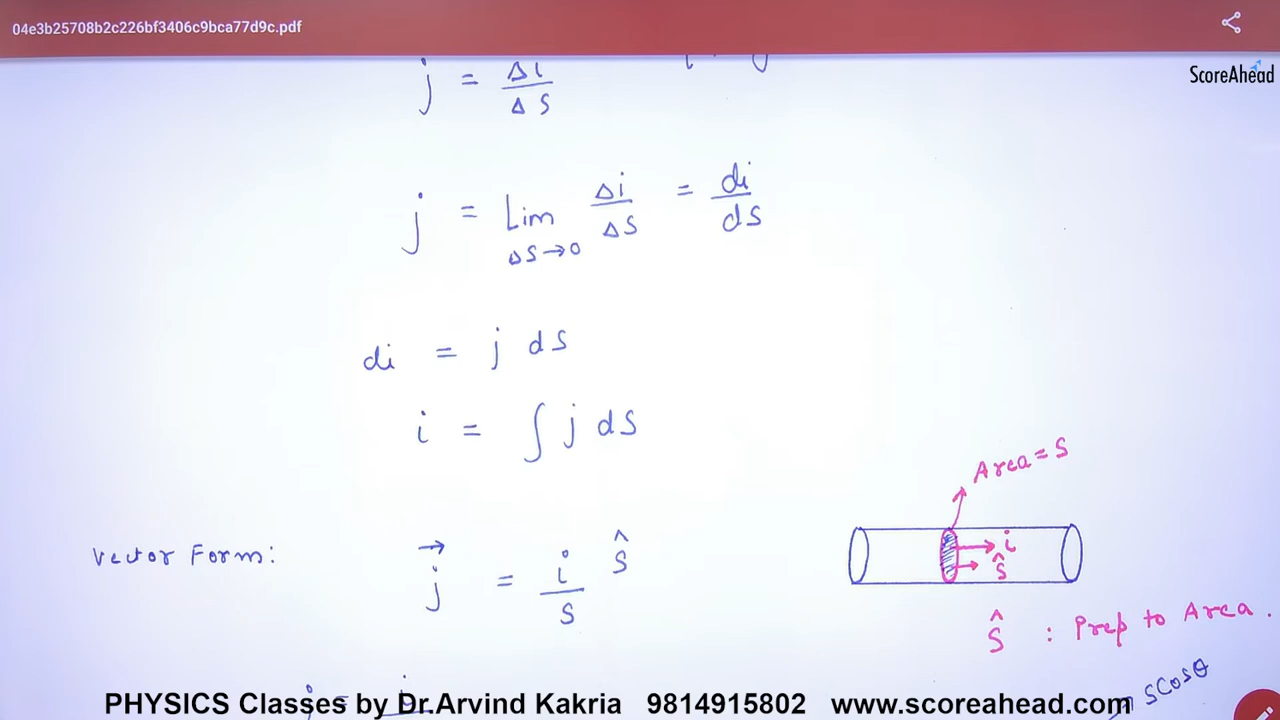 04e3b25708b2c226bf3406c9bca77d9c.pdf
ScoreAhead
j = Δi / ΔS
j = Lim ΔS→0 Δi / ΔS = di / ds
di = j ds
i = ∫ j ds
Area = S
i
ŝ
Vector Form: j⃗ = i / S ŝ
ŝ : Prep to Area.
S cosθ
PHYSICS Classes by Dr.Arvind Kakria 9814915802 www.scoreahead.com